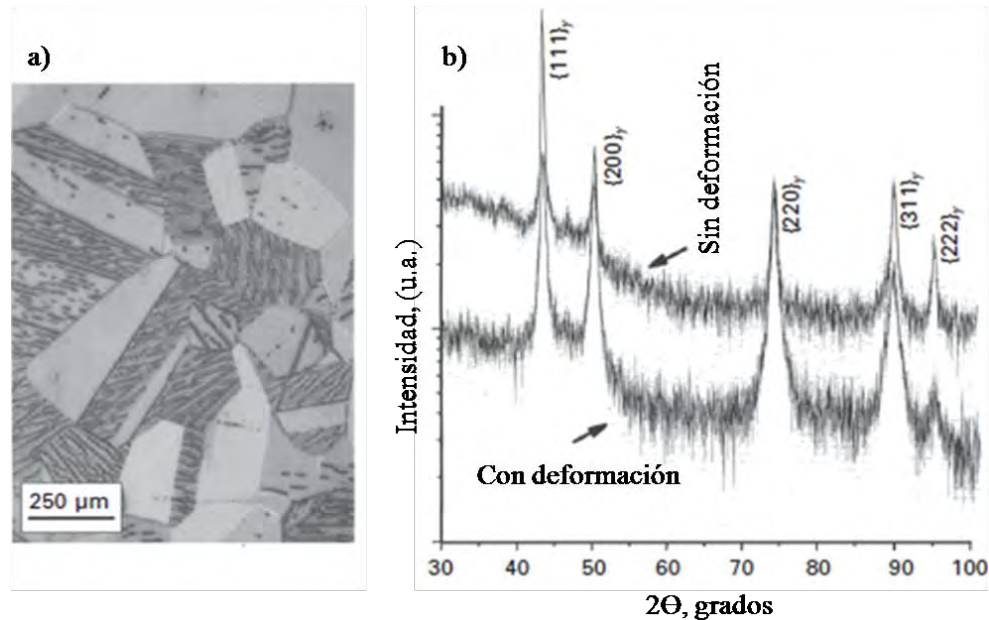 a)
250 µm
b)
{111}γ
{200}γ
{220}γ
{311}γ
{222}γ
Sin deformación
Con deformación
Intensidad, (u.a.)
30 40 50 60 70 80 90 100
2Θ, grados